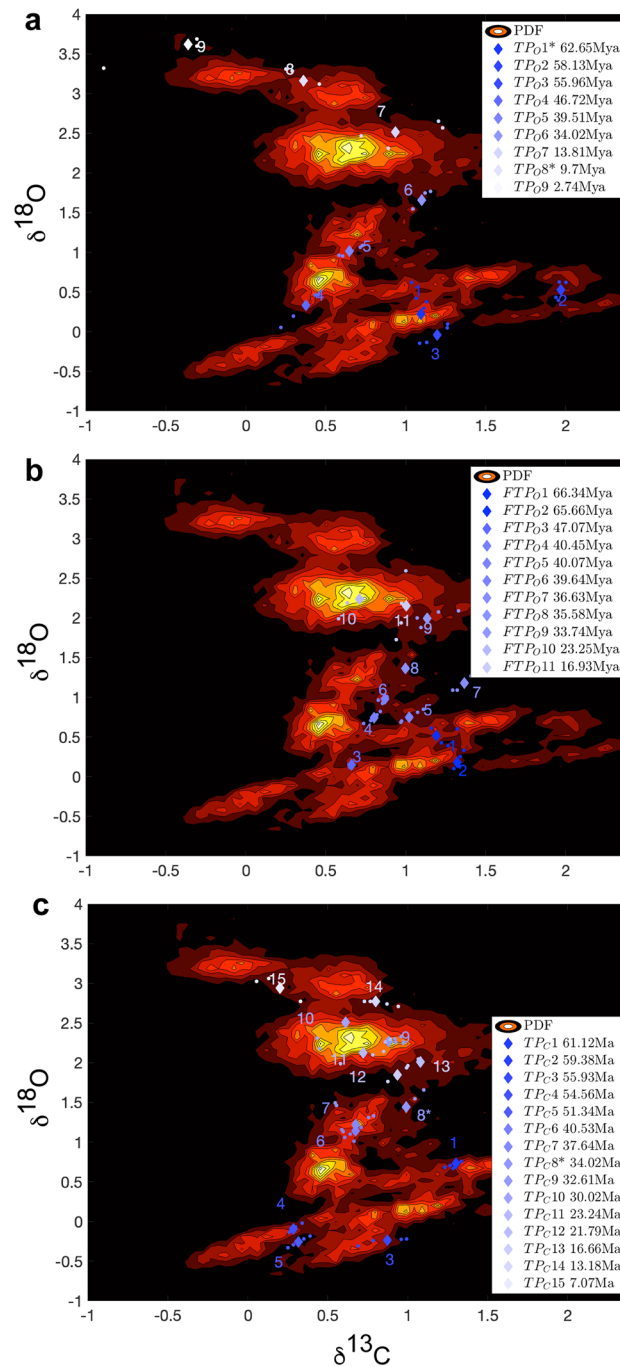 a
4
3.5
3
2.5
2
1.5
1
0.5
0
-0.5
-1
δ18O
-1
-0.5
0
0.5
1
1.5
2
9
8
7
6
5
4
1
2
3
PDF
TPO1* 62.65Mya
TPO2 58.13Mya
TPO3 55.96Mya
TPO4 46.72Mya
TPO5 39.51Mya
TPO6 34.02Mya
TPO7 13.81Mya
TPO8* 9.7Mya
TPO9 2.74Mya
b
4
3.5
3
2.5
2
1.5
1
0.5
0
-0.5
-1
δ18O
-1
-0.5
0
0.5
1
1.5
2
10
11
9
8
7
6
5
4
1
3
2
PDF
FTPO1 66.34Mya
FTPO2 65.66Mya
FTPO3 47.07Mya
FTPO4 40.45Mya
FTPO5 40.07Mya
FTPO6 39.64Mya
FTPO7 36.63Mya
FTPO8 35.58Mya
FTPO9 33.74Mya
FTPO10 23.25Mya
FTPO11 16.93Mya
c
4
3.5
3
2.5
2
1.5
1
0.5
0
-0.5
-1
δ18O
-1
-0.5
0
0.5
1
1.5
2
δ13C
15
14
10
9
11
12
13
7
8*
6
1
4
5
3
PDF
TPC1 61.12Ma
TPC2 59.38Ma
TPC3 55.93Ma
TPC4 54.56Ma
TPC5 51.34Ma
TPC6 40.53Ma
TPC7 37.64Ma
TPC8* 34.02Ma
TPC9 32.61Ma
TPC10 30.02Ma
TPC11 23.24Ma
TPC12 21.79Ma
TPC13 16.66Ma
TPC14 13.18Ma
TPC15 7.07Ma